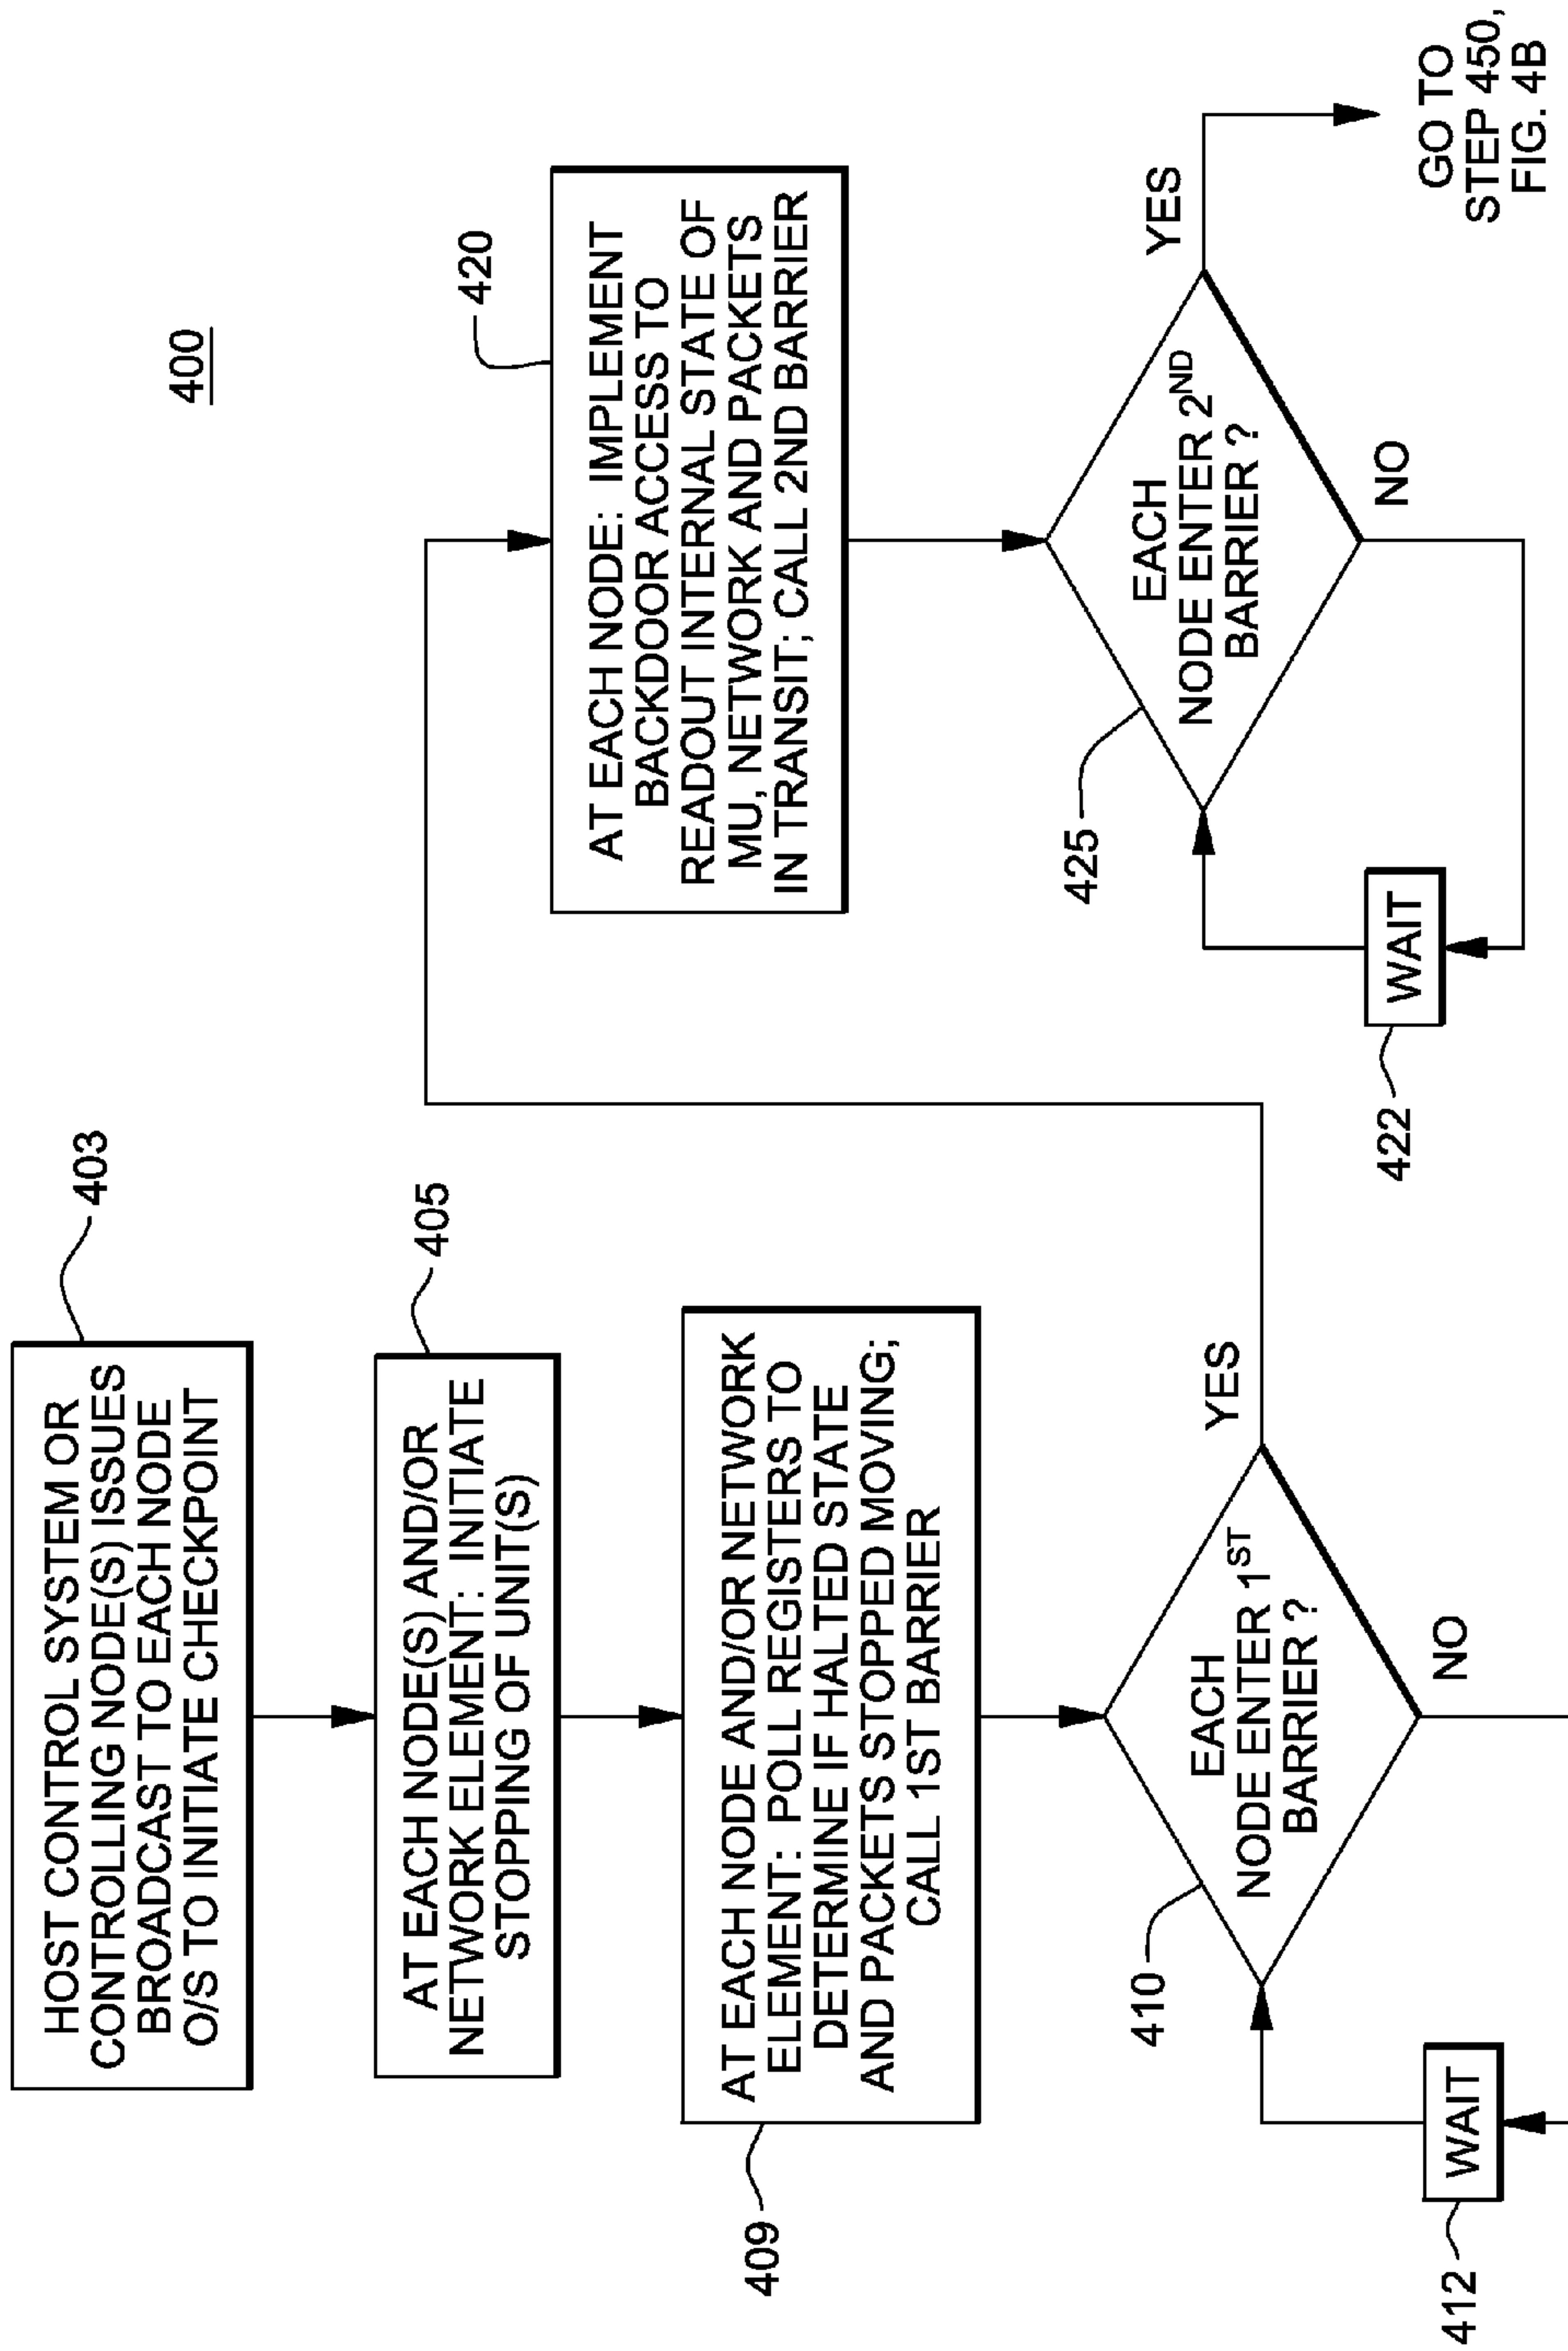 400
403
HOST CONTROL SYSTEM OR
CONTROLLING NODE(S) ISSUES
BROADCAST TO EACH NODE
O/S TO INITIATE CHECKPOINT
405
AT EACH NODE(S) AND/OR
NETWORK ELEMENT: INITIATE
STOPPING OF UNIT(S)
409
AT EACH NODE AND/OR NETWORK
ELEMENT: POLL REGISTERS TO
DETERMINE IF HALTED STATE
AND PACKETS STOPPED MOVING;
CALL 1ST BARRIER
410
EACH
NODE ENTER 1ST
BARRIER ?
YES
NO
WAIT
412
420
AT EACH NODE: IMPLEMENT
BACKDOOR ACCESS TO
READOUT INTERNAL STATE OF
MU, NETWORK AND PACKETS
IN TRANSIT; CALL 2ND BARRIER
425
EACH
NODE ENTER 2ND
BARRIER ?
YES
NO
WAIT
422
GO TO
STEP 450,
FIG. 4B